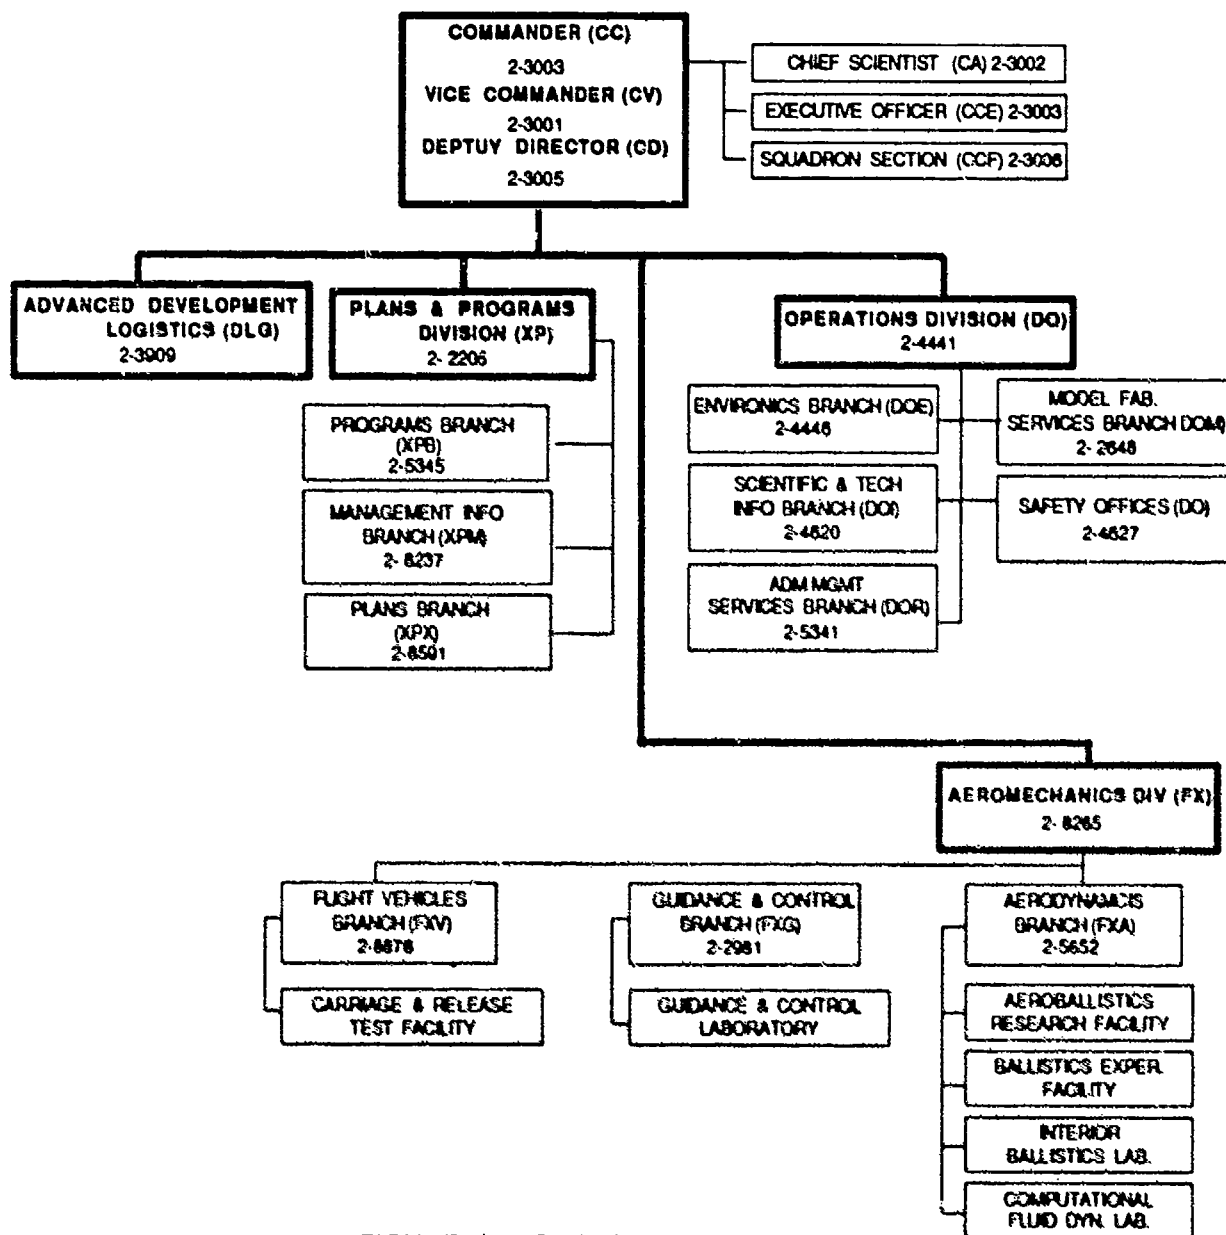 COMMANDER (CC)
2-3003
VICE COMMANDER (CV)
2-3001
DEPTUY DIRECTOR (CD)
2-3005
CHIEF SCIENTIST (CA) 2-3002
EXECUTIVE OFFICER (CCE) 2-3003
SQUADRON SECTION (CCF) 2-3006
ADVANCED DEVELOPMENT
LOGISTICS (DLG)
2-3909
PLANS & PROGRAMS
DIVISION (XP)
2- 2206
OPERATIONS DIVISION (DO)
2-4441
PROGRAMS BRANCH
(XPB)
2-5345
MANAGEMENT INFO
BRANCH (XPM)
2- 8237
PLANS BRANCH
(XPX)
2-8591
ENVIRONICS BRANCH (DOE)
2-4446
MODEL FAB.
SERVICES BRANCH DOM)
2- 2648
SCIENTIFIC & TECH
INFO BRANCH (DOI)
2-4620
SAFETY OFFICES (DO)
2-4627
ADM MGMT
SERVICES BRANCH (DOR)
2-5341
AEROMECHANICS DIV (FX)
2- 8265
FLIGHT VEHICLES
BRANCH (FXV)
2-8876
CARRIAGE & RELEASE
TEST FACILITY
GUIDANCE & CONTROL
BRANCH (FXG)
2-2961
GUIDANCE & CONTROL
LABORATORY
AERODYNAMCIS
BRANCH (FXA)
2-5652
AEROBALLISTICS
RESEARCH FACILITY
BALLISTICS EXPER.
FACILITY
INTERIOR
BALLISTICS LAB.
COMPUTATIONAL
FLUID DYN. LAB.